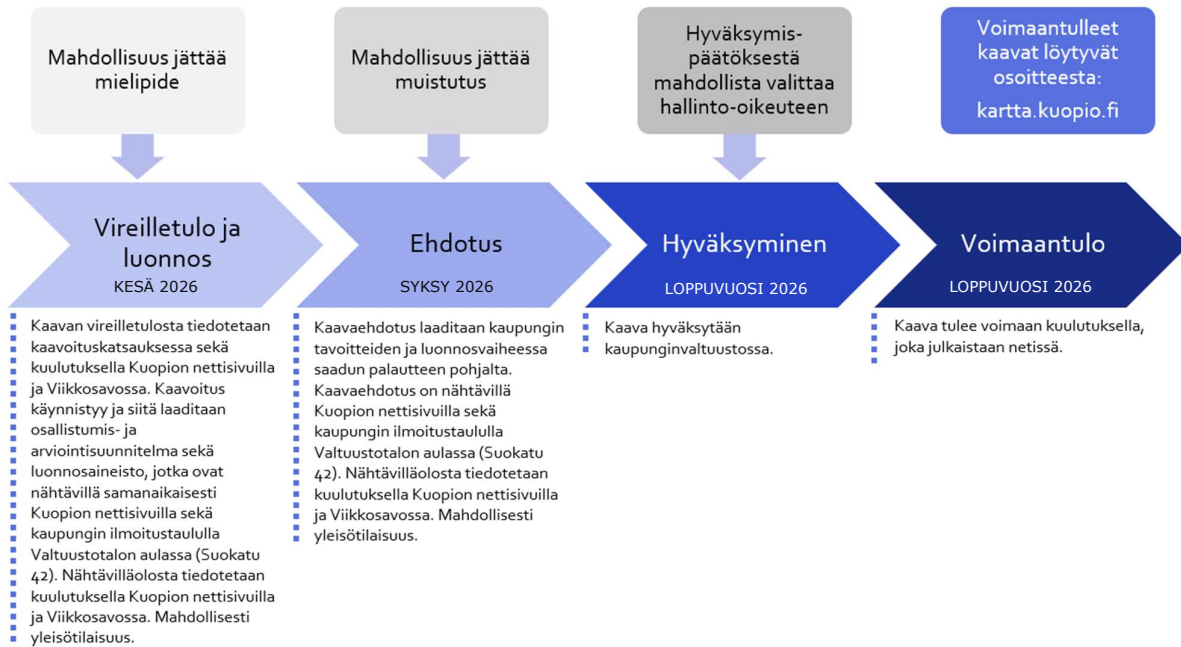 Mahdollisuus jättää
mielipide
Mahdollisuus jättää
muistutus
Hyväksymis-
päätöksestä
mahdollista valittaa
hallinto-oikeuteen
Voimaantulleet
kaavat löytyvät
osoitteesta:
kartta.kuopio.fi
Vireilletulo ja
luonnos
KESÄ 2026
Ehdotus
SYKSY 2026
Hyväksyminen
LOPPUVUOSI 2026
Voimaantulo
LOPPUVUOSI 2026
Kaavan vireilletulosta tiedotetaan
kaavoituskatsauksessa sekä
kuulutuksella Kuopion nettisivuilla
ja Viikkosavossa. Kaavoitus
käynnistyy ja siitä laaditaan
osallistumis- ja
arviointisuunnitelma sekä
luonnosaineisto, jotka ovat
nähtävillä samanaikaisesti
Kuopion nettisivuilla sekä
kaupungin ilmoitustaululla
Valtuustotalon aulassa (Suokatu
42). Nähtävilläolosta tiedotetaan
kuulutuksella Kuopion nettisivuilla
ja Viikkosavossa. Mahdollisesti
yleisötilaisuus.
Kaavaehdotus laaditaan kaupungin
tavoitteiden ja luonnosvaiheessa
saadun palautteen pohjalta.
Kaavaehdotus on nähtävillä
Kuopion nettisivuilla sekä
kaupungin ilmoitustaululla
Valtuustotalon aulassa (Suokatu
42). Nähtävilläolosta tiedotetaan
kuulutuksella Kuopion nettisivuilla
ja Viikkosavossa. Mahdollisesti
yleisötilaisuus.
Kaava hyväksytään
kaupunginvaltuustossa.
Kaava tulee voimaan kuulutuksella,
joka julkaistaan netissä.